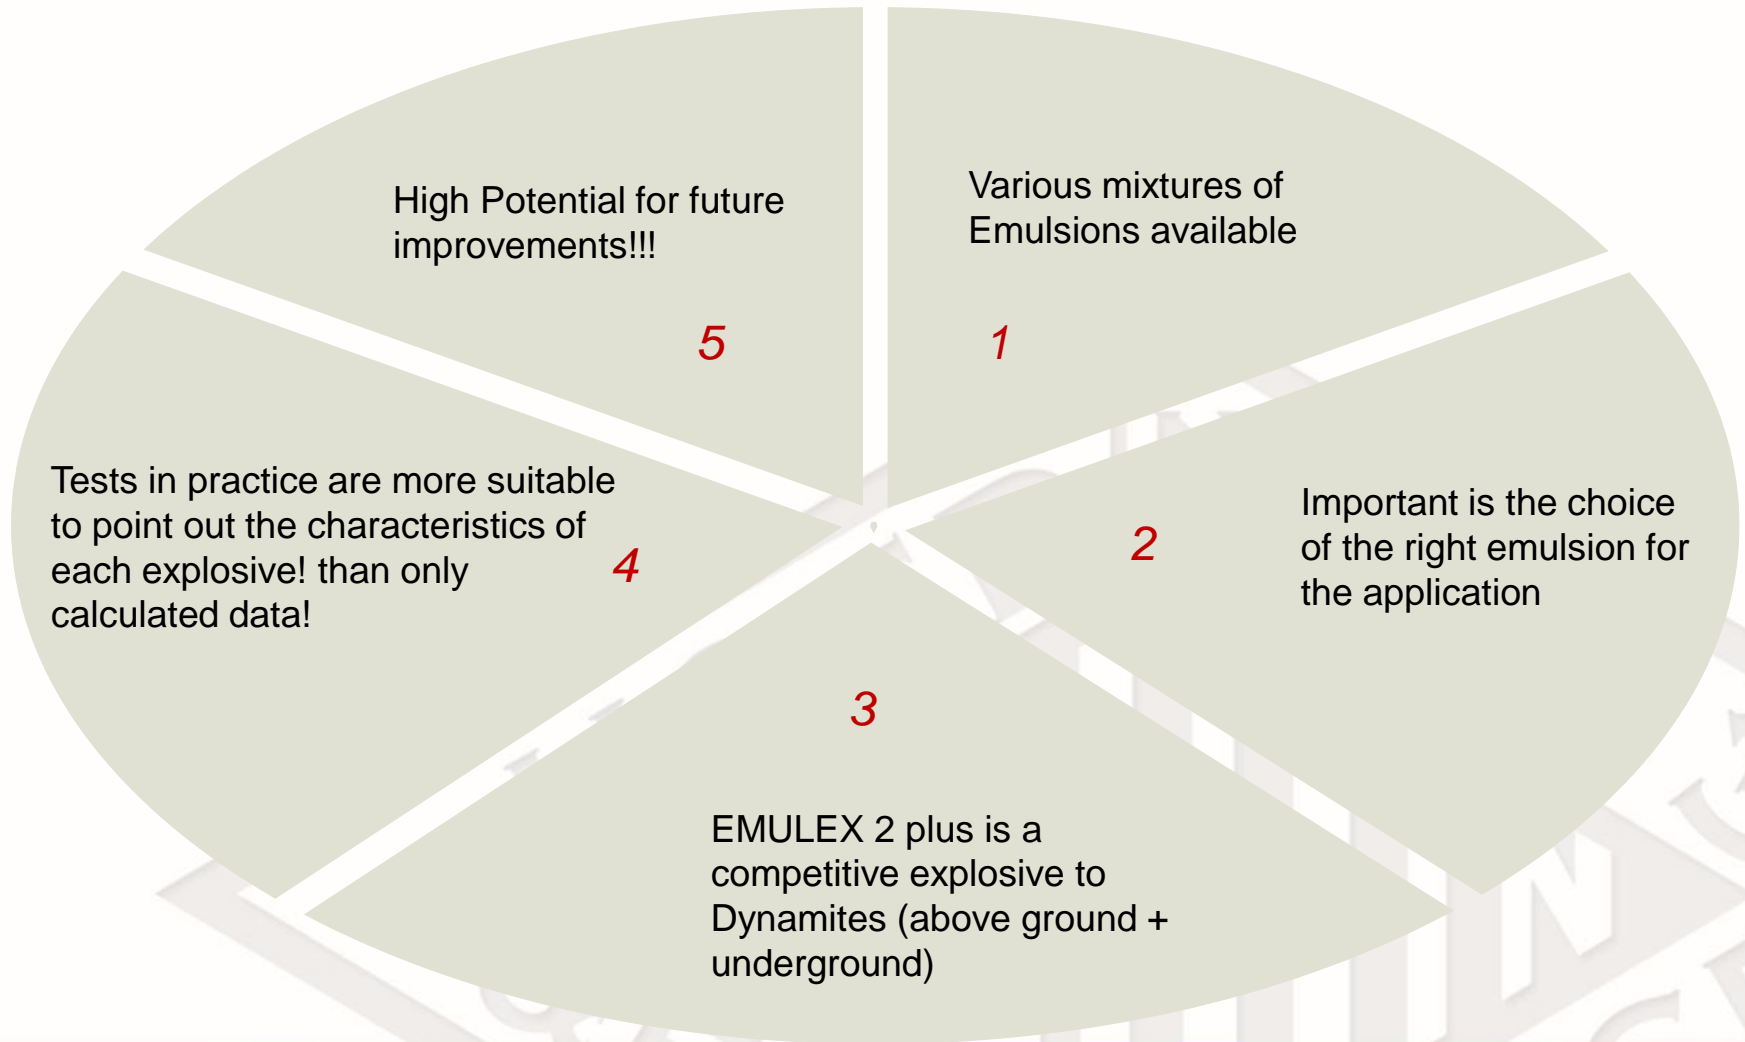 High Potential for future
improvements!!!
5
Various mixtures of
Emulsions available
1
Tests in practice are more suitable
to point out the characteristics of
each explosive! than only
calculated data!
4
Important is the choice
of the right emulsion for
the application
2
3
EMULEX 2 plus is a
competitive explosive to
Dynamites (above ground +
underground)